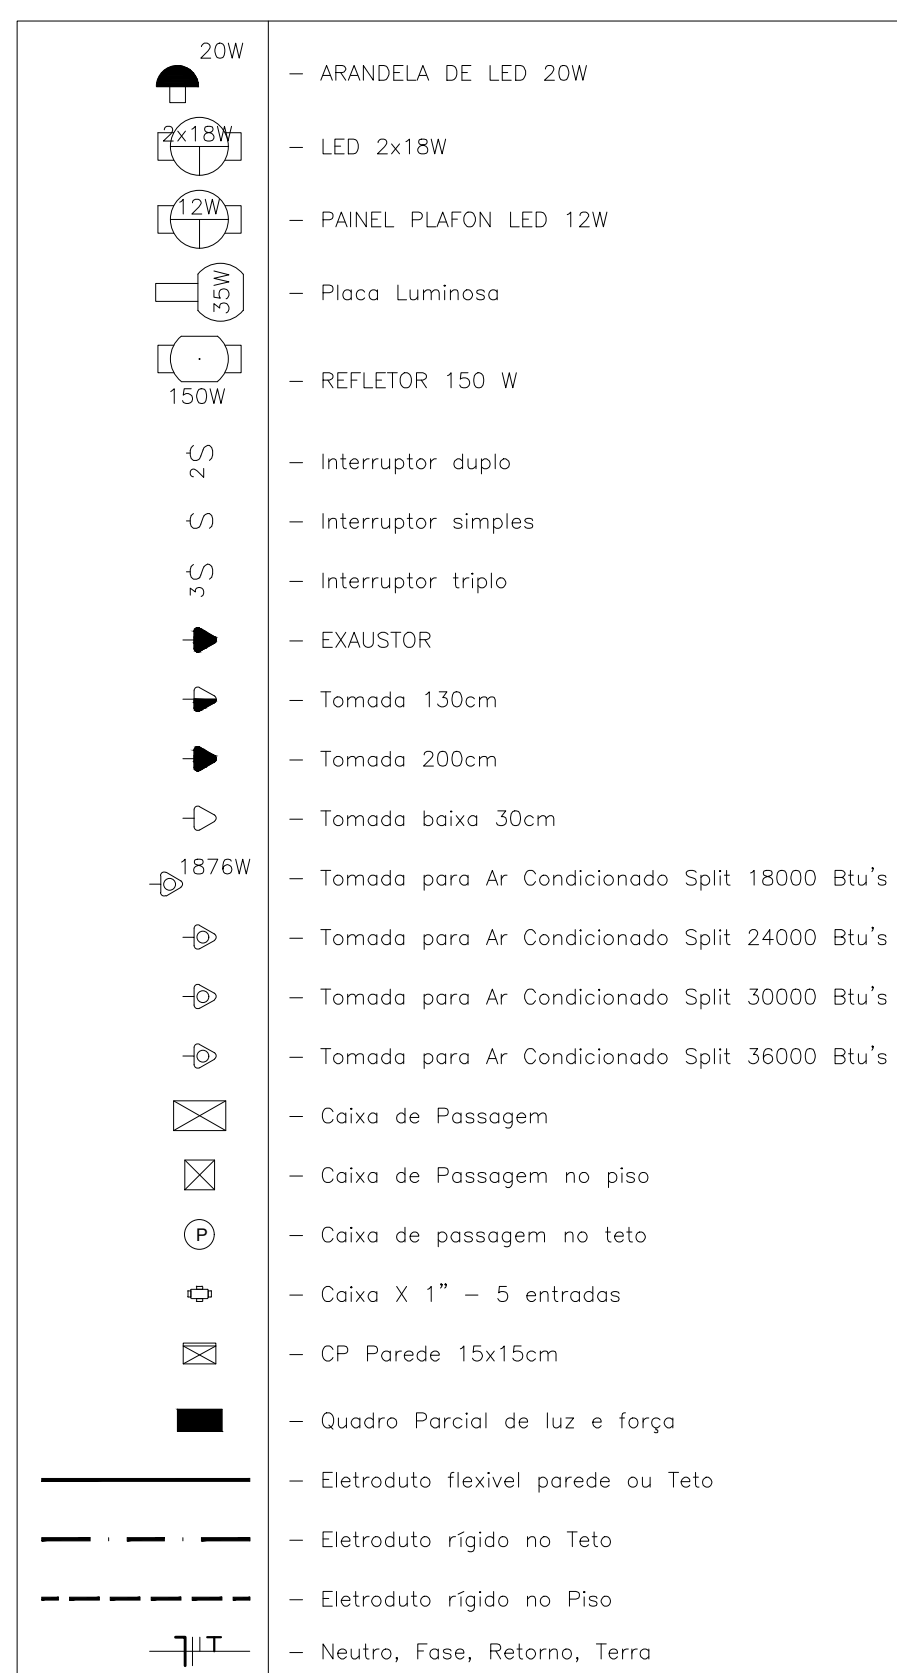 20W
– ARANDELA DE LED 20W
2x18W
– LED 2x18W
12W
– PAINEL PLAFON LED 12W
35W
– Placa Luminosa
– REFLETOR 150 W
150W
2S
– Interruptor duplo
S
– Interruptor simples
3S
– Interruptor triplo
– EXAUSTOR
– Tomada 130cm
– Tomada 200cm
– Tomada baixa 30cm
1876W
– Tomada para Ar Condicionado Split 18000 Btu's
– Tomada para Ar Condicionado Split 24000 Btu's
– Tomada para Ar Condicionado Split 30000 Btu's
– Tomada para Ar Condicionado Split 36000 Btu's
– Caixa de Passagem
– Caixa de Passagem no piso
P
– Caixa de passagem no teto
– Caixa X 1” – 5 entradas
– CP Parede 15x15cm
– Quadro Parcial de luz e força
– Eletroduto flexivel parede ou Teto
– Eletroduto rígido no Teto
– Eletroduto rígido no Piso
– Neutro, Fase, Retorno, Terra